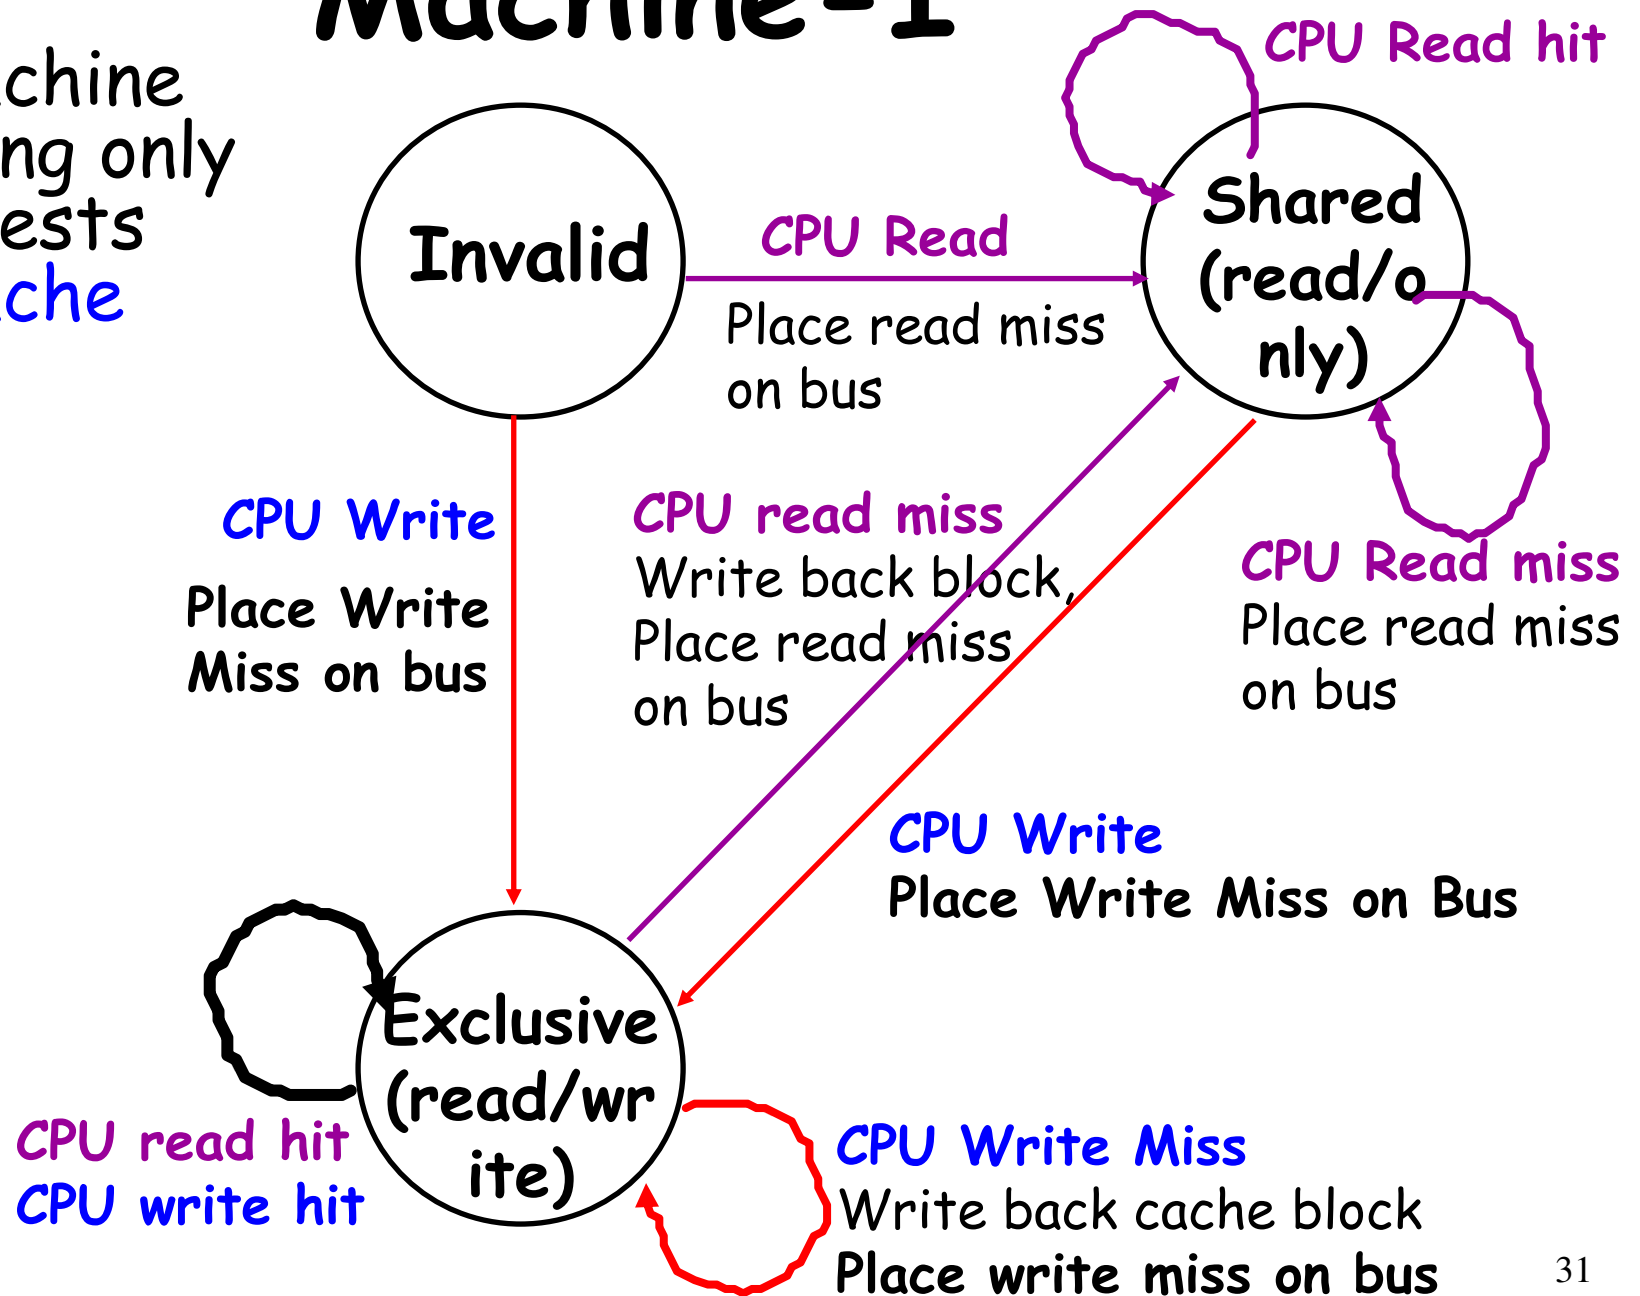 Machine-I
chine
ng only
ests
che
CPU Read hit
Invalid
CPU Read
Place read miss
on bus
Shared
(read/o
nly)
CPU Write
Place Write
Miss on bus
CPU read miss
Write back block,
Place read miss
on bus
CPU Read miss
Place read miss
on bus
CPU Write
Place Write Miss on Bus
Exclusive
(read/wr
ite)
CPU read hit
CPU write hit
CPU Write Miss
Write back cache block
Place write miss on bus
31